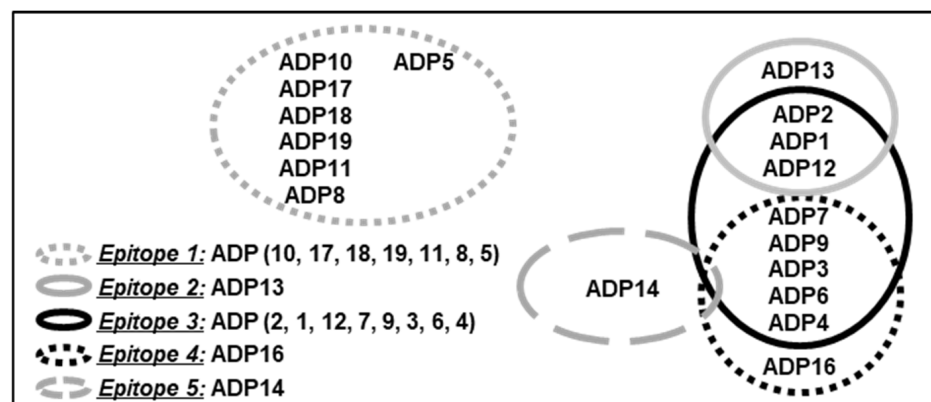 ADP10 ADP5
ADP17
ADP18
ADP19
ADP11
ADP8
ADP13
ADP2
ADP1
ADP12
ADP7
ADP9
ADP3
ADP6
ADP4
ADP16
ADP14
Epitope 1: ADP (10, 17, 18, 19, 11, 8, 5)
Epitope 2: ADP13
Epitope 3: ADP (2, 1, 12, 7, 9, 3, 6, 4)
Epitope 4: ADP16
Epitope 5: ADP14